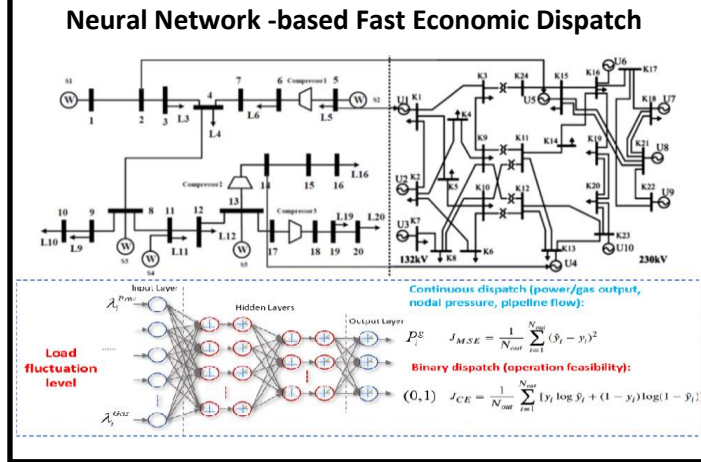 Neural Network -based Fast Economic Dispatch
S1
1
2
3
L3
4
L4
7
L6
6
Compressor1
5
L5
S2
U1
K1
K3
K24
K15
U5
K16
U6
K17
K18
U7
K4
K9
K11
K14
K19
K21
U8
U2
K2
K5
K10
K12
K20
K22
U9
U3
K7
K8
K6
K13
U4
K23
U10
132kV
230kV
Compressor2
14
15
16
L16
10
9
L10
L9
8
S3
11
S4
L11
12
L12
13
S5
Compressor3
17
18
19
L19
20
L20
Input Layer
Hidden Layers
Output Layer
Load
fluctuation
level
Continuous dispatch (power/gas output,
nodal pressure, pipeline flow):
Binary dispatch (operation feasibility):
(0,1)